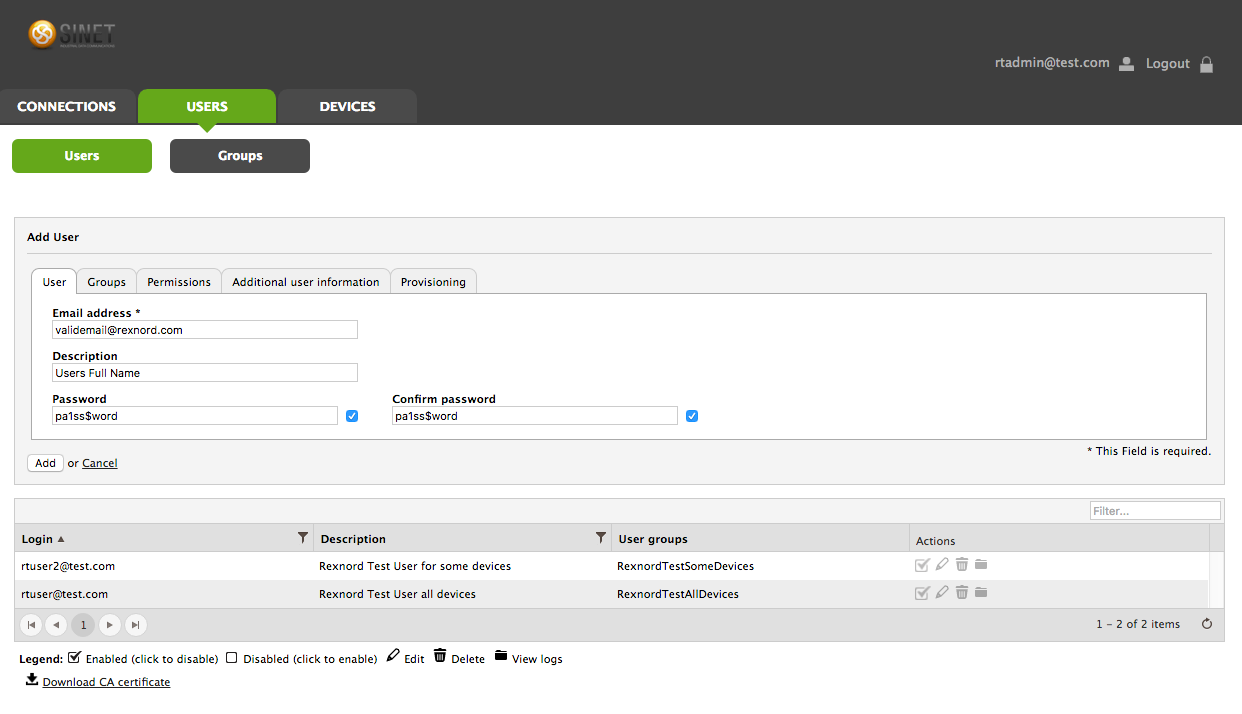 SINET
rtadmin@test.com Logout
CONNECTIONS USERS DEVICES
Users Groups
Add User
User Groups Permissions Additional user information Provisioning
Email address *
validemail@rexnord.com
Description
Users Full Name
Password Confirm password
pa1ss$word pa1ss$word
* This Field is required.
Add or Cancel
Filter...
Login Description User groups Actions
rtuser2@test.com Rexnord Test User for some devices RexnordTestSomeDevices
rtuser@test.com Rexnord Test User all devices RexnordTestAllDevices
1 1 - 2 of 2 items
Legend: Enabled (click to disable) Disabled (click to enable) Edit Delete View logs
Download CA certificate